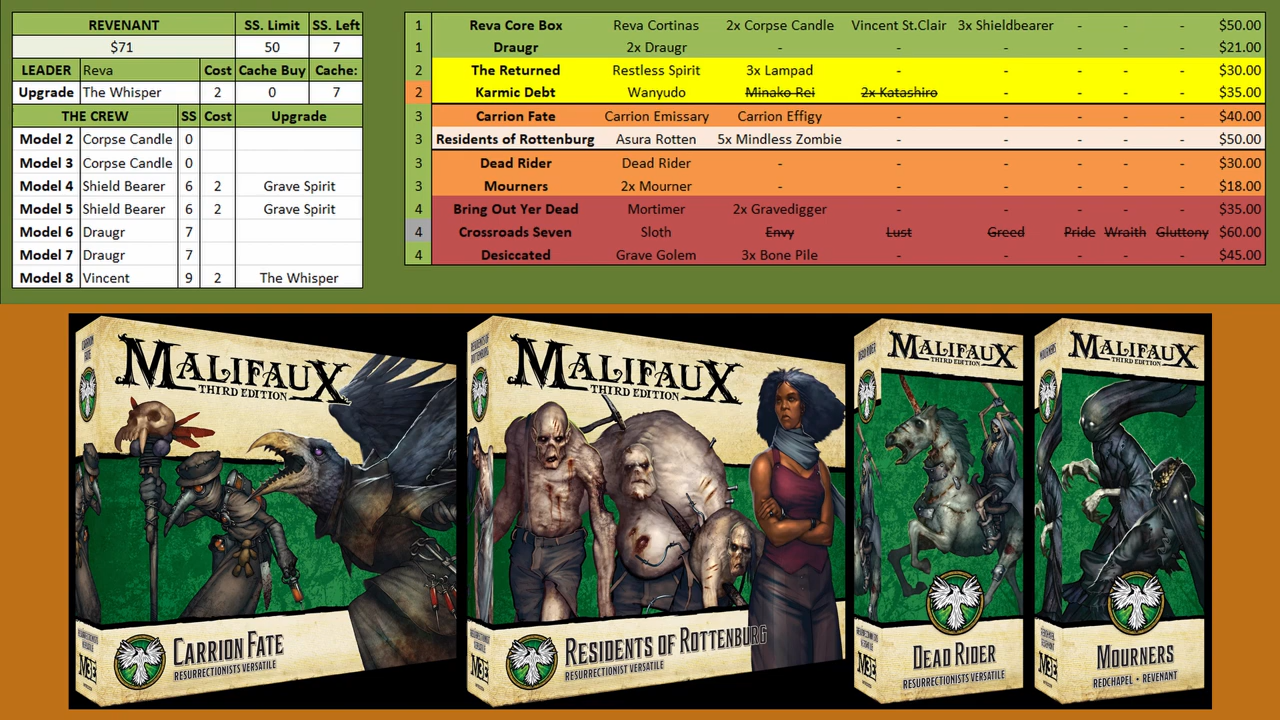 REVENANT SS. Limit SS. Left
$71 50 7
LEADER Reva Cost Cache Buy Cache:
Upgrade The Whisper 2 0 7
THE CREW SS Cost Upgrade
Model 2 Corpse Candle 0
Model 3 Corpse Candle 0
Model 4 Shield Bearer 6 2 Grave Spirit
Model 5 Shield Bearer 6 2 Grave Spirit
Model 6 Draugr 7
Model 7 Draugr 7
Model 8 Vincent 9 2 The Whisper
1 Reva Core Box Reva Cortinas 2x Corpse Candle Vincent St.Clair 3x Shieldbearer - - - $50.00
1 Draugr 2x Draugr - - - - - - $21.00
2 The Returned Restless Spirit 3x Lampad - - - - - $30.00
2 Karmic Debt Wanyudo Minako Rei 2x Katashiro - - - - $35.00
3 Carrion Fate Carrion Emissary Carrion Effigy - - - - - $40.00
3 Residents of Rottenburg Asura Rotten 5x Mindless Zombie - - - - - $50.00
3 Dead Rider Dead Rider - - - - - - $30.00
3 Mourners 2x Mourner - - - - - - $18.00
4 Bring Out Yer Dead Mortimer 2x Gravedigger - - - - - $35.00
4 Crossroads Seven Sloth Envy Lust Greed Pride Wraith Gluttony $60.00
4 Desiccated Grave Golem 3x Bone Pile - - - - - $45.00
MALIFAUX
THIRD EDITION
CARRION FATE
RESURRECTIONISTS VERSATILE
M3E
MALIFAUX
THIRD EDITION
RESIDENTS OF ROTTENBURG
RESURRECTIONIST VERSATILE
M3E
DEAD RIDER
MALIFAUX
THIRD EDITION
DEAD RIDER
RESURRECTIONISTS VERSATILE
M3E
MOURNERS
MALIFAUX
THIRD EDITION
MOURNERS
REDCHAPEL • REVENANT
M3E